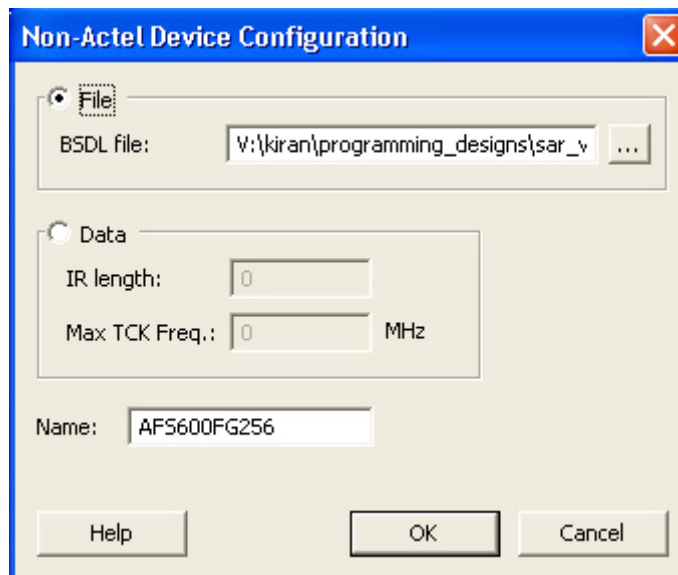 Non-Actel Device Configuration
File
BSDL file: V:\kiran\programming_designs\sar_v ...
Data
IR length: 0
Max TCK Freq.: 0 MHz
Name: AFS600FG256
Help OK Cancel